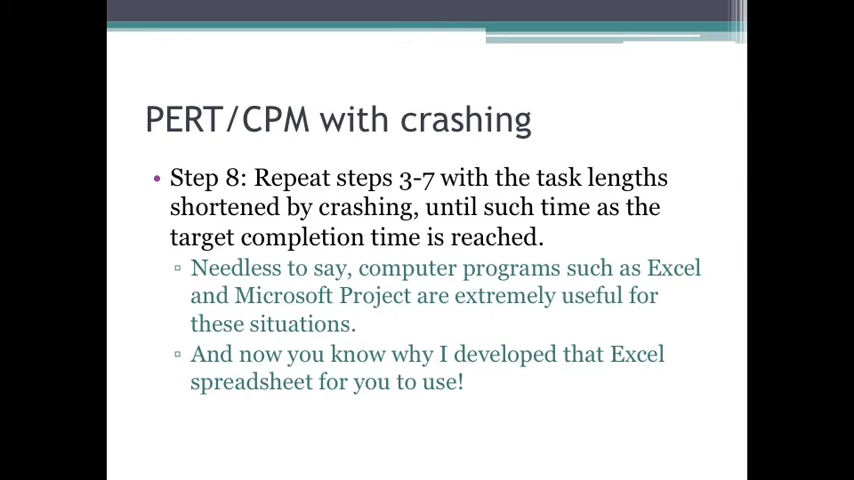 PERT/CPM with crashing
• Step 8: Repeat steps 3-7 with the task lengths
shortened by crashing, until such time as the
target completion time is reached.
▫ Needless to say, computer programs such as Excel
and Microsoft Project are extremely useful for
these situations.
▫ And now you know why I developed that Excel
spreadsheet for you to use!